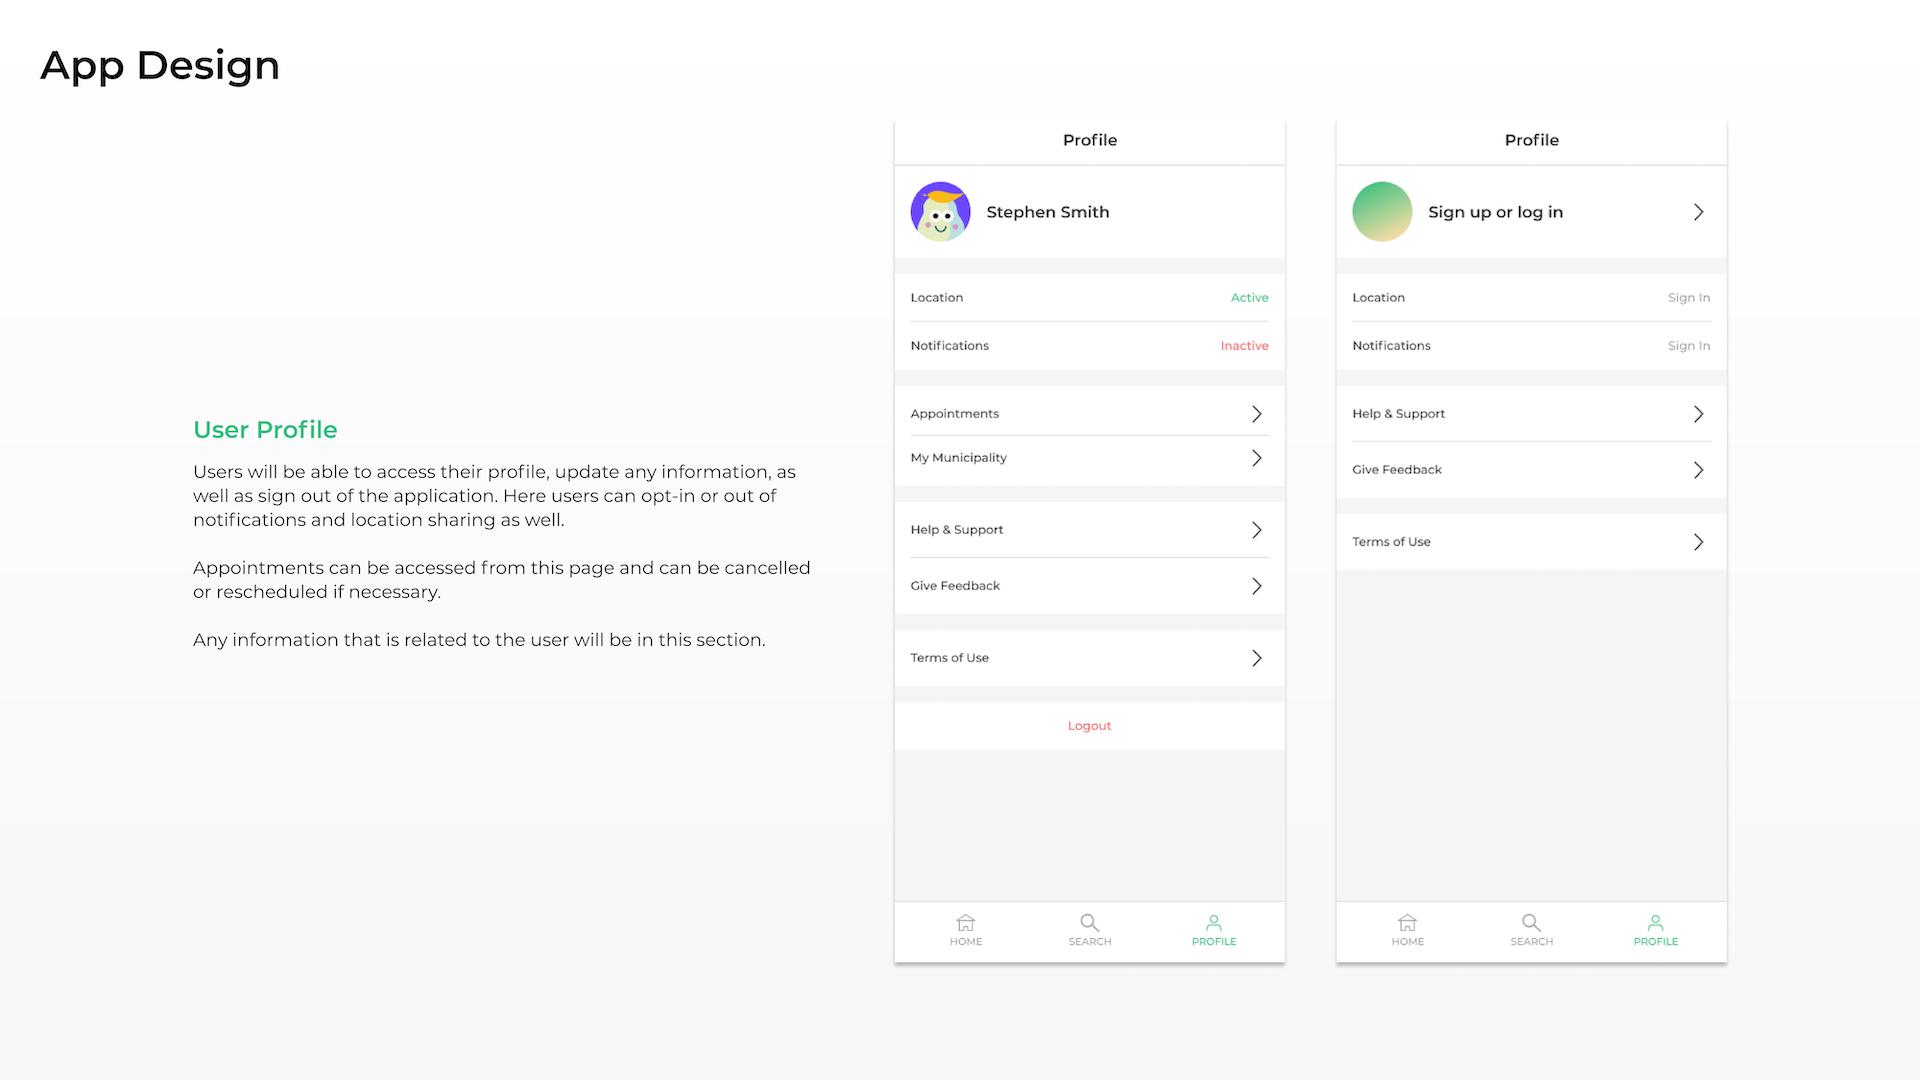 App Design
User Profile
Users will be able to access their profile, update any information, as
well as sign out of the application. Here users can opt-in or out of
notifications and location sharing as well.
Appointments can be accessed from this page and can be cancelled
or rescheduled if necessary.
Any information that is related to the user will be in this section.
Profile
Stephen Smith
Location Active
Notifications Inactive
Appointments
My Municipality
Help & Support
Give Feedback
Terms of Use
Logout
HOME SEARCH PROFILE
Profile
Sign up or log in
Location Sign In
Notifications Sign In
Help & Support
Give Feedback
Terms of Use
HOME SEARCH PROFILE